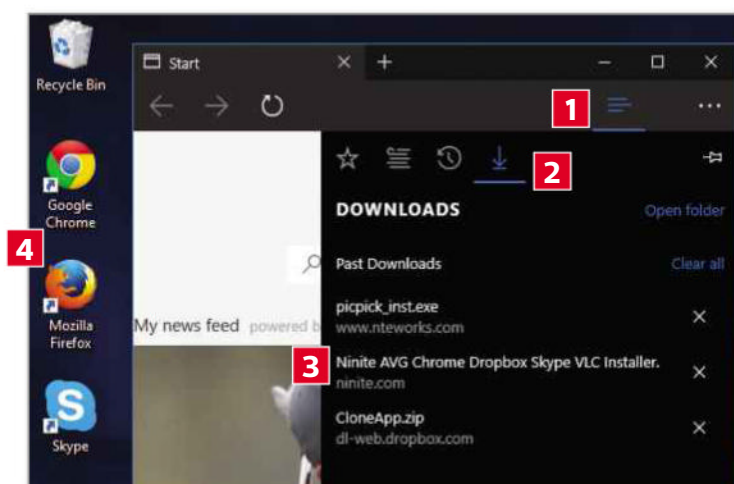 Recycle Bin
Start
1
2
DOWNLOADS
Open folder
Google
Chrome
4
Past Downloads
Clear all
picpick_inst.exe
www.nteworks.com
Mozilla
Firefox
My news feed powered b
3
Ninite AVG Chrome Dropbox Skype VLC Installer.
ninite.com
CloneApp.zip
dl-web.dropbox.com
S
Skype